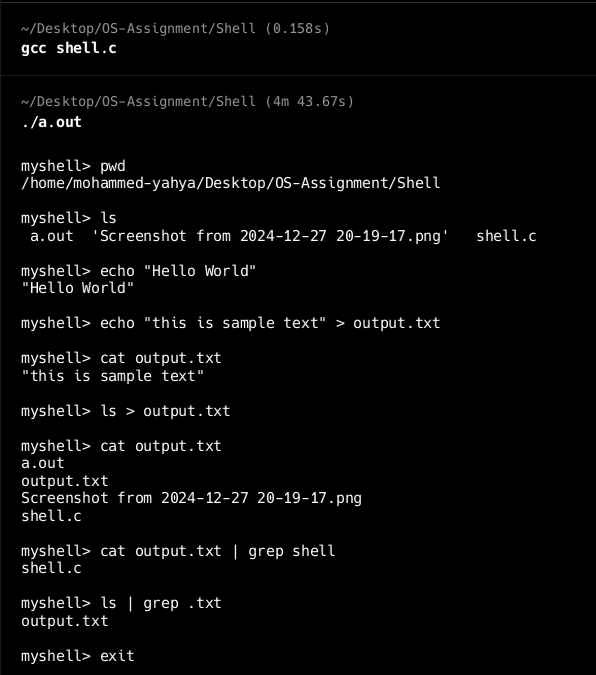 ~/Desktop/OS-Assignment/Shell (0.158s)
gcc shell.c
~/Desktop/OS-Assignment/Shell (4m 43.67s)
./a.out
myshell> pwd
/home/mohammed-yahya/Desktop/OS-Assignment/Shell
myshell> ls
a.out  'Screenshot from 2024-12-27 20-19-17.png'   shell.c
myshell> echo "Hello World"
"Hello World"
myshell> echo "this is sample text" > output.txt
myshell> cat output.txt
"this is sample text"
myshell> ls > output.txt
myshell> cat output.txt
a.out
output.txt
Screenshot from 2024-12-27 20-19-17.png
shell.c
myshell> cat output.txt | grep shell
shell.c
myshell> ls | grep .txt
output.txt
myshell> exit